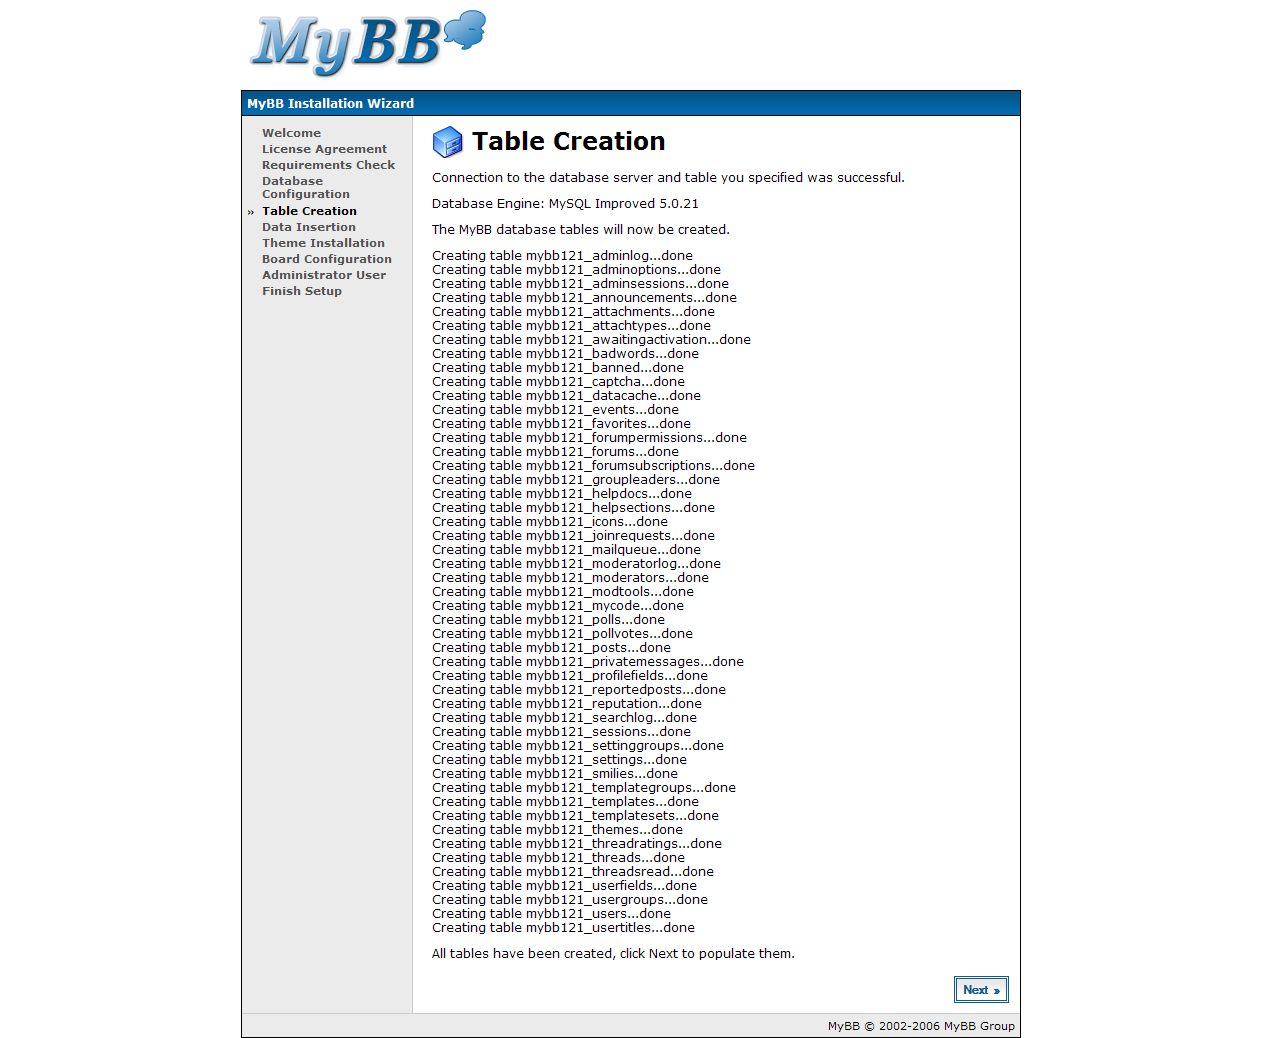 MyBB
MyBB Installation Wizard
Welcome
License Agreement
Requirements Check
Database
Configuration
» Table Creation
Data Insertion
Theme Installation
Board Configuration
Administrator User
Finish Setup
Table Creation
Connection to the database server and table you specified was successful.
Database Engine: MySQL Improved 5.0.21
The MyBB database tables will now be created.
Creating table mybb121_adminlog...done
Creating table mybb121_adminoptions...done
Creating table mybb121_adminsessions...done
Creating table mybb121_announcements...done
Creating table mybb121_attachments...done
Creating table mybb121_attachtypes...done
Creating table mybb121_awaitingactivation...done
Creating table mybb121_badwords...done
Creating table mybb121_banned...done
Creating table mybb121_captcha...done
Creating table mybb121_datacache...done
Creating table mybb121_events...done
Creating table mybb121_favorites...done
Creating table mybb121_forumpermissions...done
Creating table mybb121_forums...done
Creating table mybb121_forumsubscriptions...done
Creating table mybb121_groupleaders...done
Creating table mybb121_helpdocs...done
Creating table mybb121_helpsections...done
Creating table mybb121_icons...done
Creating table mybb121_joinrequests...done
Creating table mybb121_mailqueue...done
Creating table mybb121_moderatorlog...done
Creating table mybb121_moderators...done
Creating table mybb121_modtools...done
Creating table mybb121_mycode...done
Creating table mybb121_polls...done
Creating table mybb121_pollvotes...done
Creating table mybb121_posts...done
Creating table mybb121_privatemessages...done
Creating table mybb121_profilefields...done
Creating table mybb121_reportedposts...done
Creating table mybb121_reputation...done
Creating table mybb121_searchlog...done
Creating table mybb121_sessions...done
Creating table mybb121_settinggroups...done
Creating table mybb121_settings...done
Creating table mybb121_smilies...done
Creating table mybb121_templategroups...done
Creating table mybb121_templates...done
Creating table mybb121_templatesets...done
Creating table mybb121_themes...done
Creating table mybb121_threadratings...done
Creating table mybb121_threads...done
Creating table mybb121_threadsread...done
Creating table mybb121_userfields...done
Creating table mybb121_usergroups...done
Creating table mybb121_users...done
Creating table mybb121_usertitles...done
All tables have been created, click Next to populate them.
Next »
MyBB © 2002-2006 MyBB Group